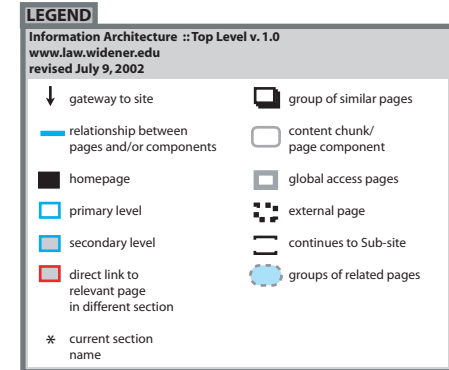 LEGEND
Information Architecture :: Top Level v. 1.0
www.law.widener.edu
revised July 9, 2002
gateway to site
relationship between
pages and/or components
homepage
primary level
secondary level
direct link to
relevant page
in different section
* current section
name
group of similar pages
content chunk/
page component
global access pages
external page
continues to Sub-site
groups of related pages